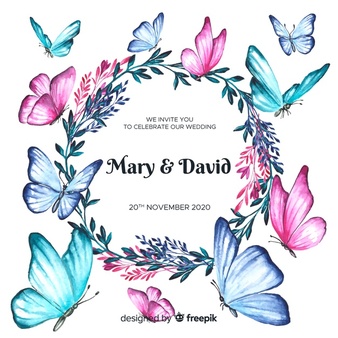 WE INVITE YOU
TO CELEBRATE OUR WEDDING
Mary & David
20TH NOVEMBER 2020
designed by freepik